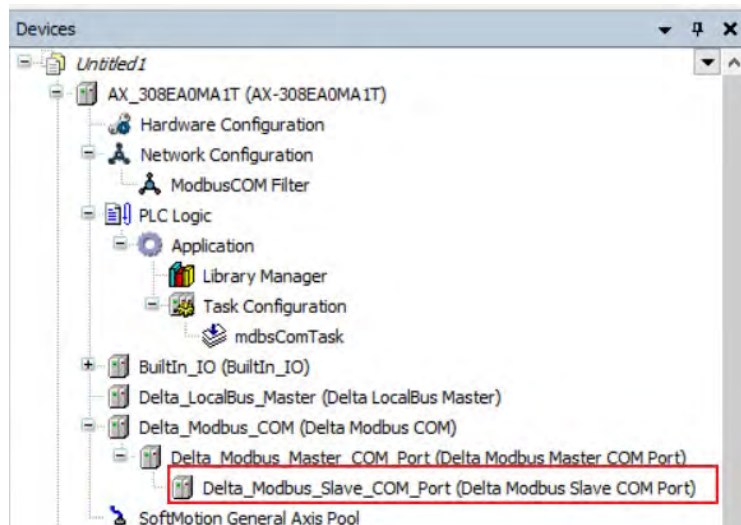 Devices
Untitled1
AX_308EA0MA1T (AX-308EA0MA1T)
Hardware Configuration
Network Configuration
ModbusCOM Filter
PLC Logic
Application
Library Manager
Task Configuration
mdbsComTask
BuiltIn_IO (BuiltIn_IO)
Delta_LocalBus_Master (Delta LocalBus Master)
Delta_Modbus_COM (Delta Modbus COM)
Delta_Modbus_Master_COM_Port (Delta Modbus Master COM Port)
Delta_Modbus_Slave_COM_Port (Delta Modbus Slave COM Port)
SoftMotion General Axis Pool